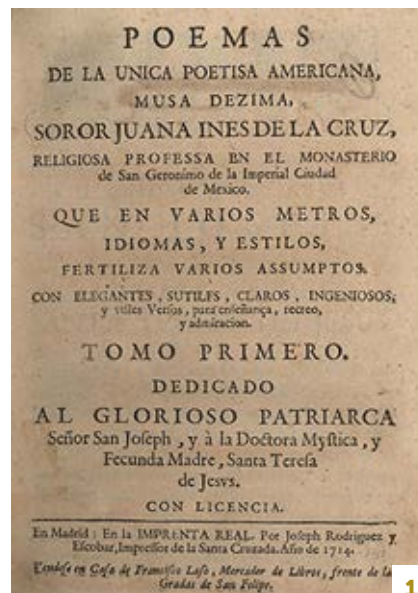 POEMAS
DE LA UNICA POETISA AMERICANA,
MUSA DEZIMA,
SOROR JUANA INES DE LA CRUZ,
RELIGIOSA PROFESSA EN EL MONASTERIO
de San Geronimo de la Imperial Ciudad
de Mexico.
QUE EN VARIOS METROS,
IDIOMAS, Y ESTILOS,
FERTILIZA VARIOS ASSUMPTOS.
CON ELEGANTES, SUTILES, CLAROS, INGENIOSOS,
y vtiles Versos, para enseñança, recreo,
y admiracion.
TOMO PRIMERO.
DEDICADO
AL GLORIOSO PATRIARCA
Señor San Joseph, y à la Doctora Mystica, y
Fecunda Madre, Santa Teresa
de Jesvs.
CON LICENCIA.
En Madrid: En la IMPRENTA REAL. Por Joseph Rodriguez y
Escobar, Impressor de la Santa Cruzada. Año de 1714.
Vendese en Casa de Francisco Laso, Mercader de Libros, frente de las
Gradas de San Felipe.
1